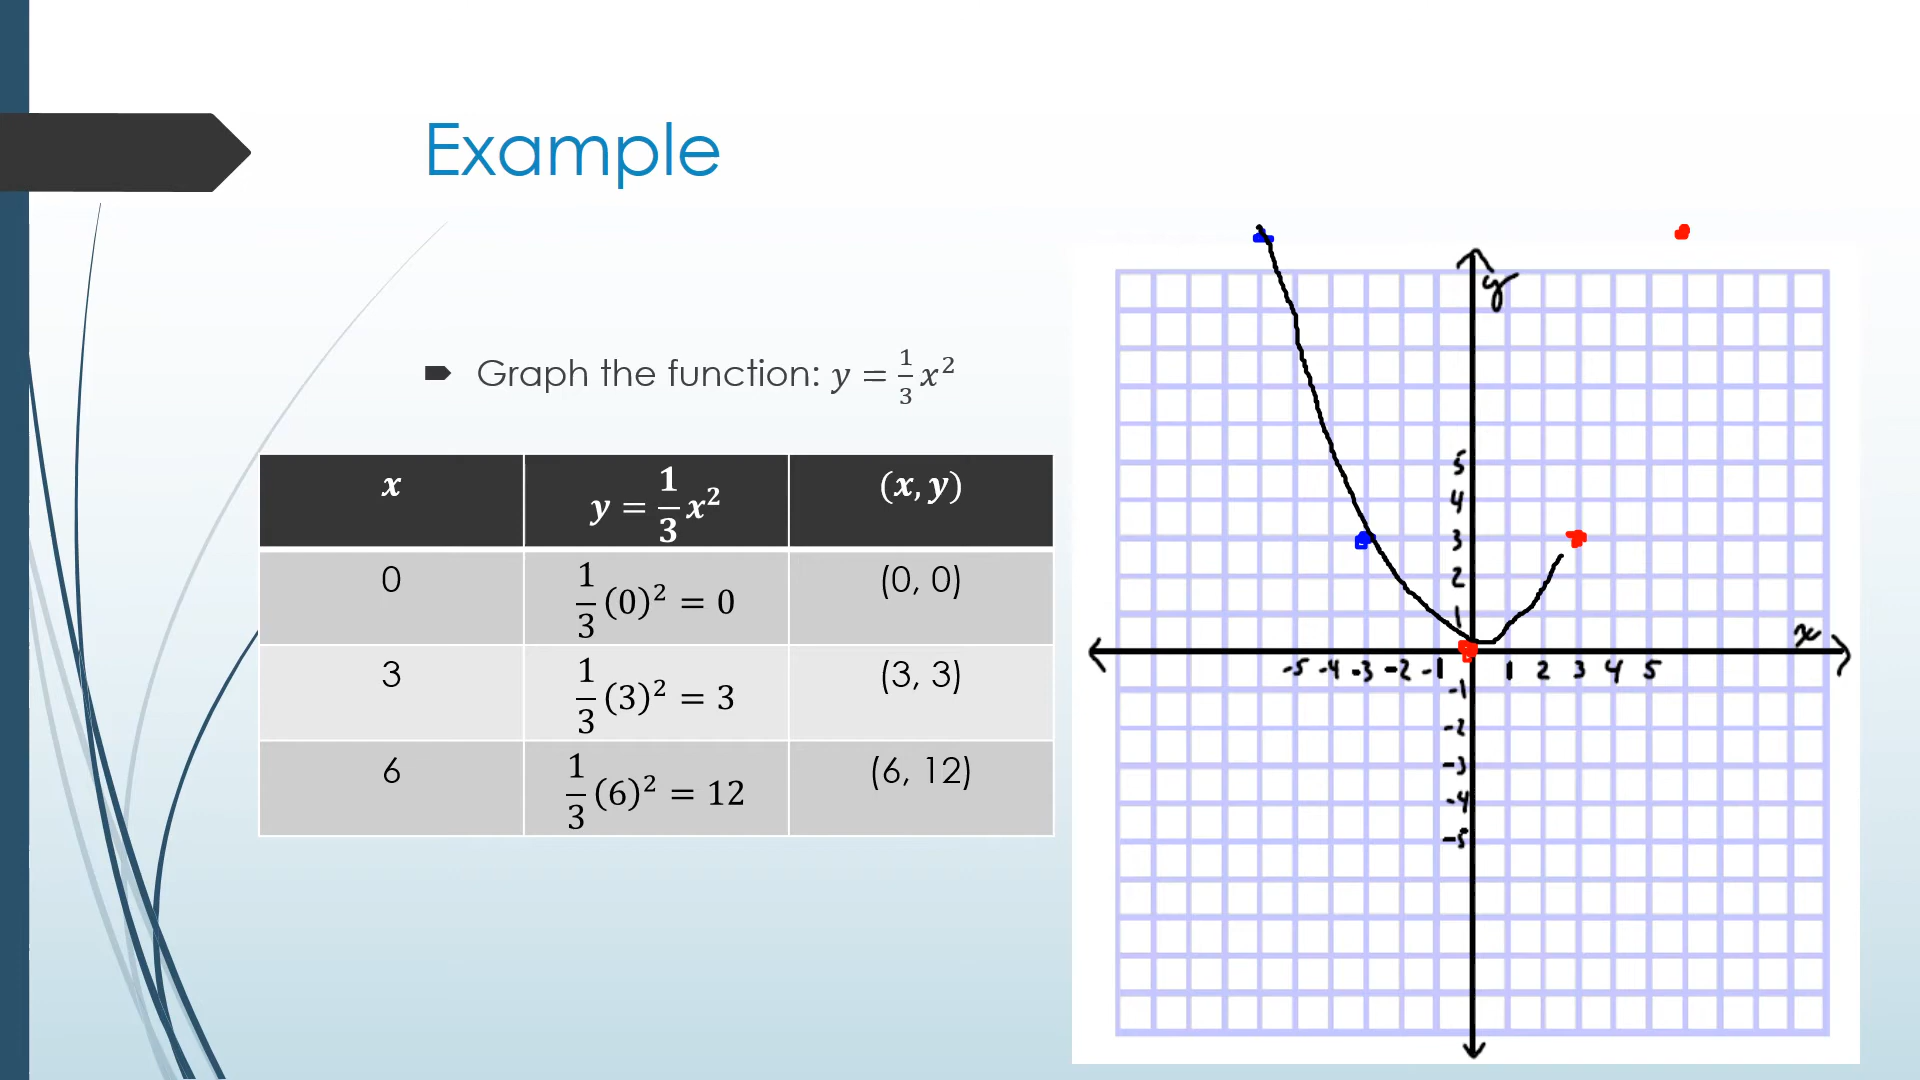 Example
Graph the function: y = 1/3 x²
x | y = 1/3 x² | (x, y)
0 | 1/3 (0)² = 0 | (0, 0)
3 | 1/3 (3)² = 3 | (3, 3)
6 | 1/3 (6)² = 12 | (6, 12)
y
5
4
3
2
1
x
-5 -4 -3 -2 -1 1 2 3 4 5
-1
-2
-3
-4
-5